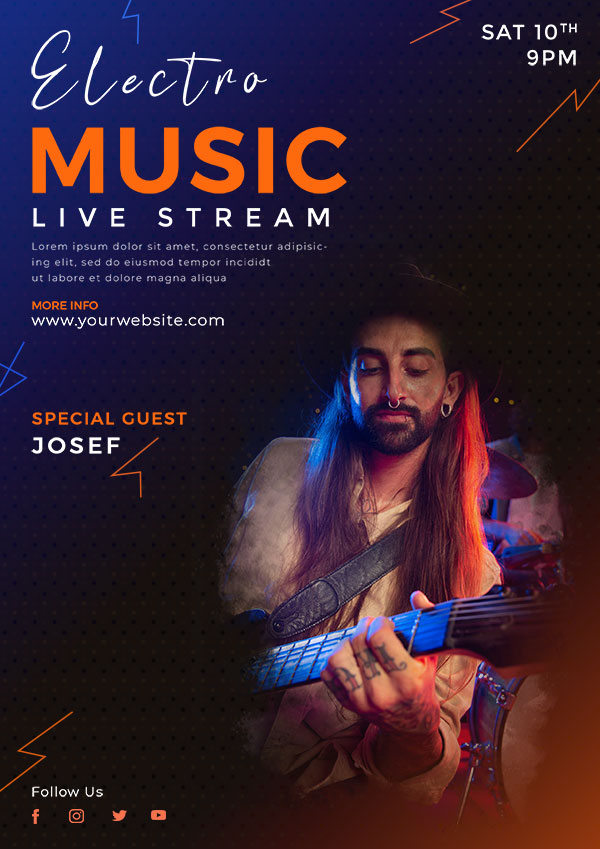 SAT 10TH
9PM
Electro
MUSIC
LIVE STREAM
Lorem ipsum dolor sit amet, consectetur adipisic-
ing elit, sed do eiusmod tempor incididt
ut labore et dolore magna aliqua
MORE INFO
www.yourwebsite.com
SPECIAL GUEST
JOSEF
Follow Us